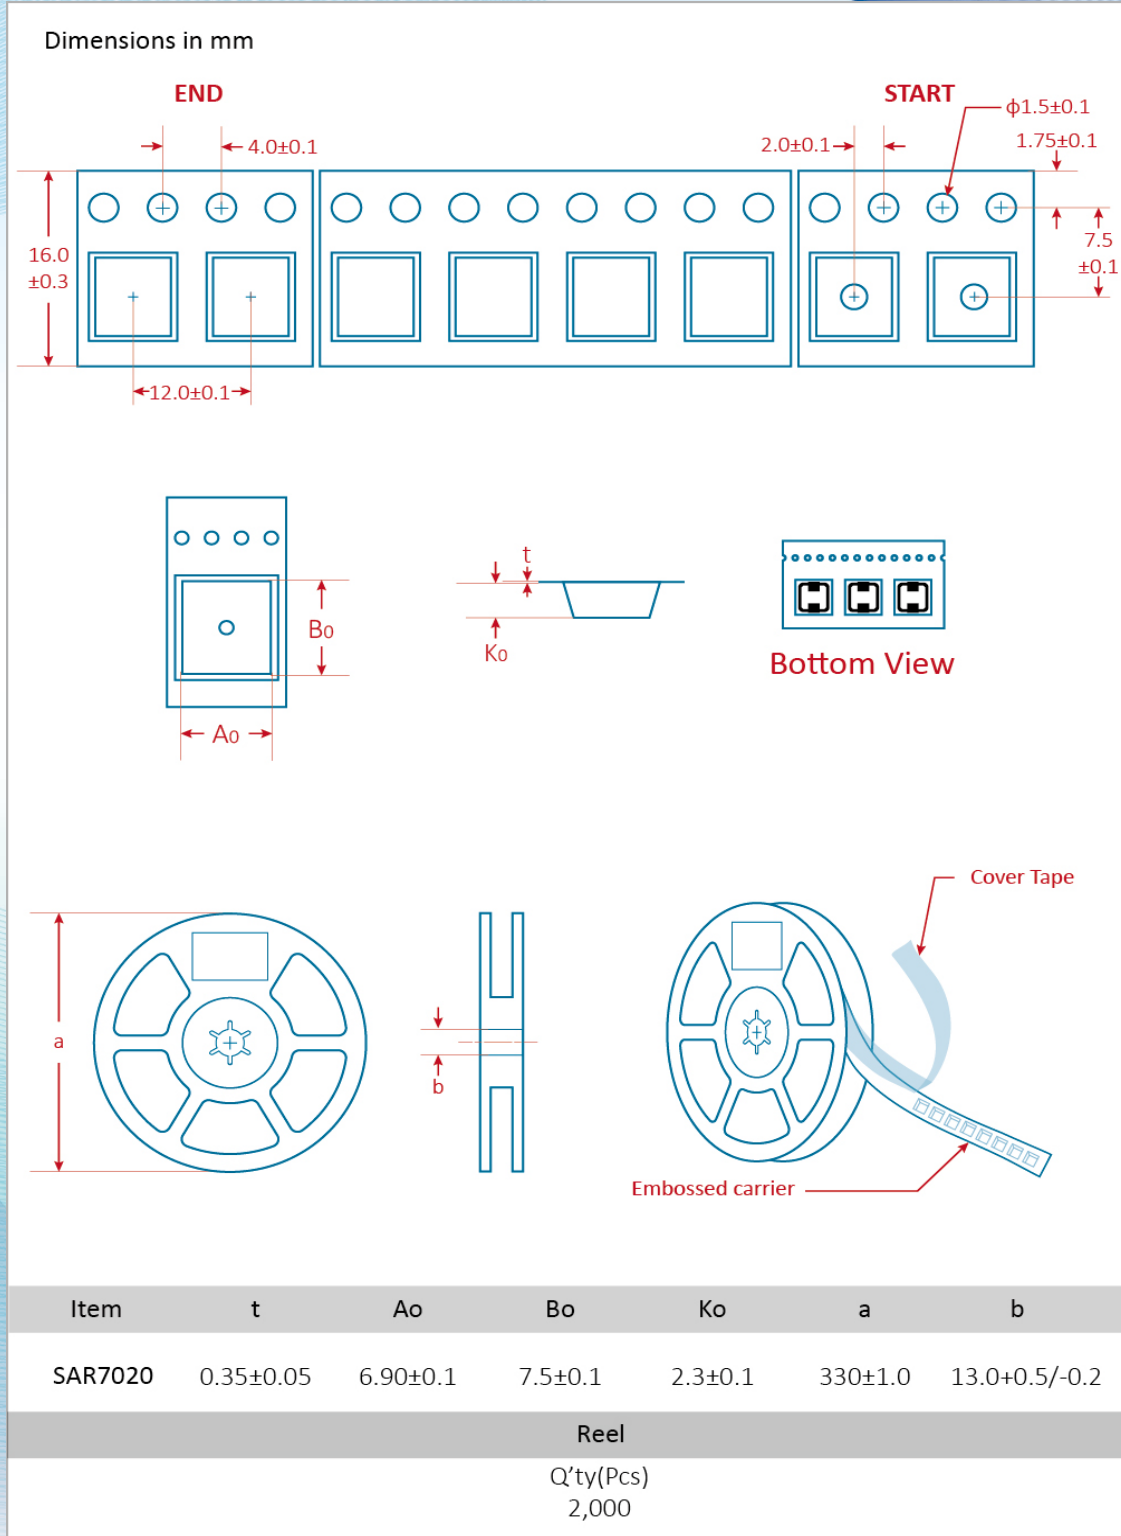 Dimensions in mm
END
START
ϕ1.5±0.1
4.0±0.1
2.0±0.1
1.75±0.1
16.0
±0.3
7.5
±0.1
12.0±0.1
t
B0
K0
A0
Bottom View
Cover Tape
a
b
Embossed carrier
Item t Ao Bo Ko a b
SAR7020 0.35±0.05 6.90±0.1 7.5±0.1 2.3±0.1 330±1.0 13.0+0.5/-0.2
Reel
Q’ty(Pcs)
2,000